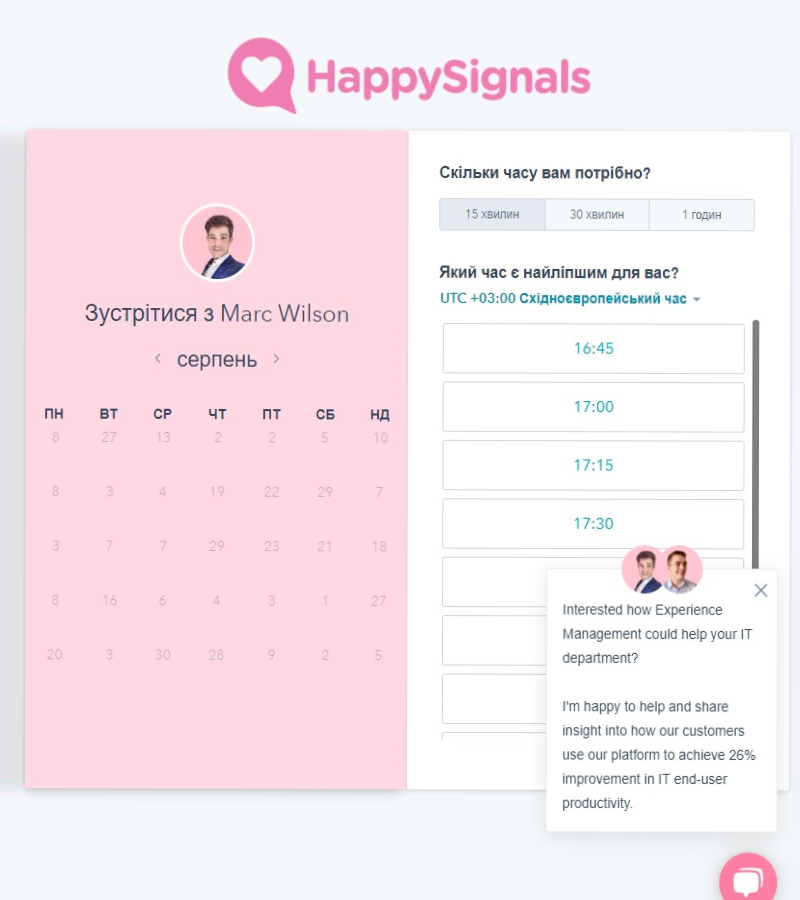 HappySignals
Зустрітися з Marc Wilson
серпень
ПН ВТ СР ЧТ ПТ СБ НД
8 27 13 2 2 5 10
8 3 4 19 22 29 7
3 7 7 29 23 21 18
8 16 6 4 3 1 27
20 3 30 28 9 2 5
Скільки часу вам потрібно?
15 хвилин 30 хвилин 1 годин
Який час є найліпшим для вас?
UTC +03:00 Східноєвропейський час
16:45
17:00
17:15
17:30
Interested how Experience
Management could help your IT
department?
I'm happy to help and share
insight into how our customers
use our platform to achieve 26%
improvement in IT end-user
productivity.